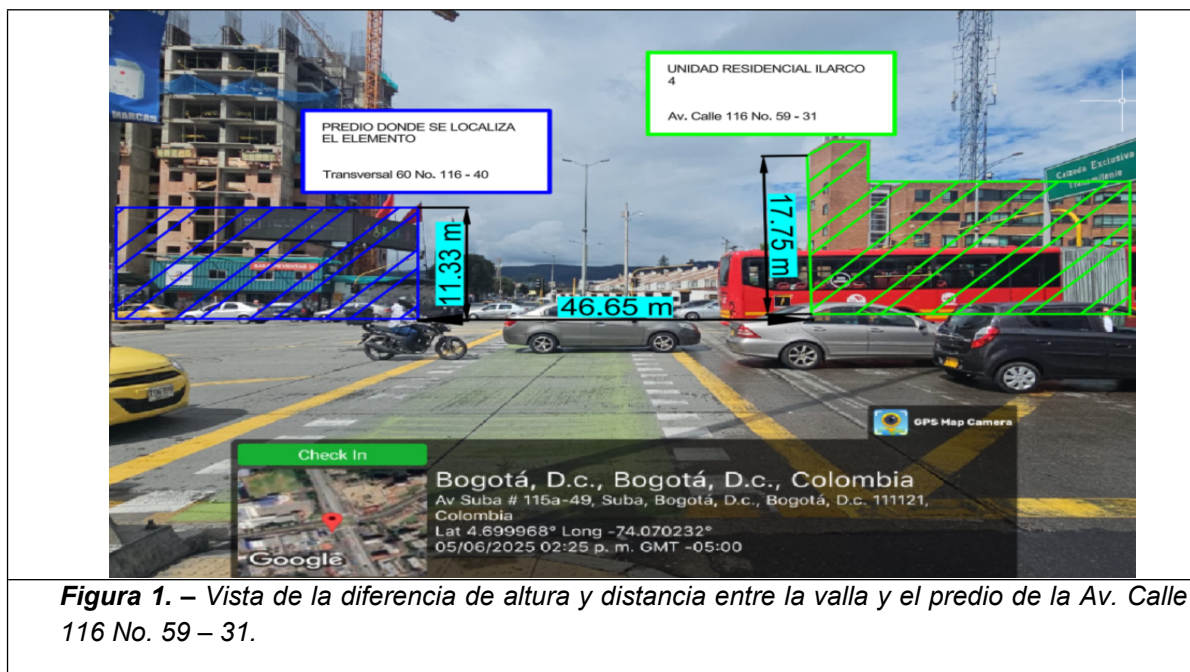 MARCAS
PREDIO DONDE SE LOCALIZA
EL ELEMENTO
Transversal 60 No. 116 - 40
UNIDAD RESIDENCIAL ILARCO
4
Av. Calle 116 No. 59 - 31
Calzada Exclusiva
Transmilenio
11.33 m
17.75 m
46.65 m
GPS Map Camera
Check In
Bogotá, D.c., Bogotá, D.c., Colombia
Av Suba # 115a-49, Suba, Bogotá, D.c., Bogotá, D.c. 111121,
Colombia
Lat 4.699968° Long -74.070232°
05/06/2025 02:25 p. m. GMT -05:00
Google
Figura 1. – Vista de la diferencia de altura y distancia entre la valla y el predio de la Av. Calle
116 No. 59 – 31.